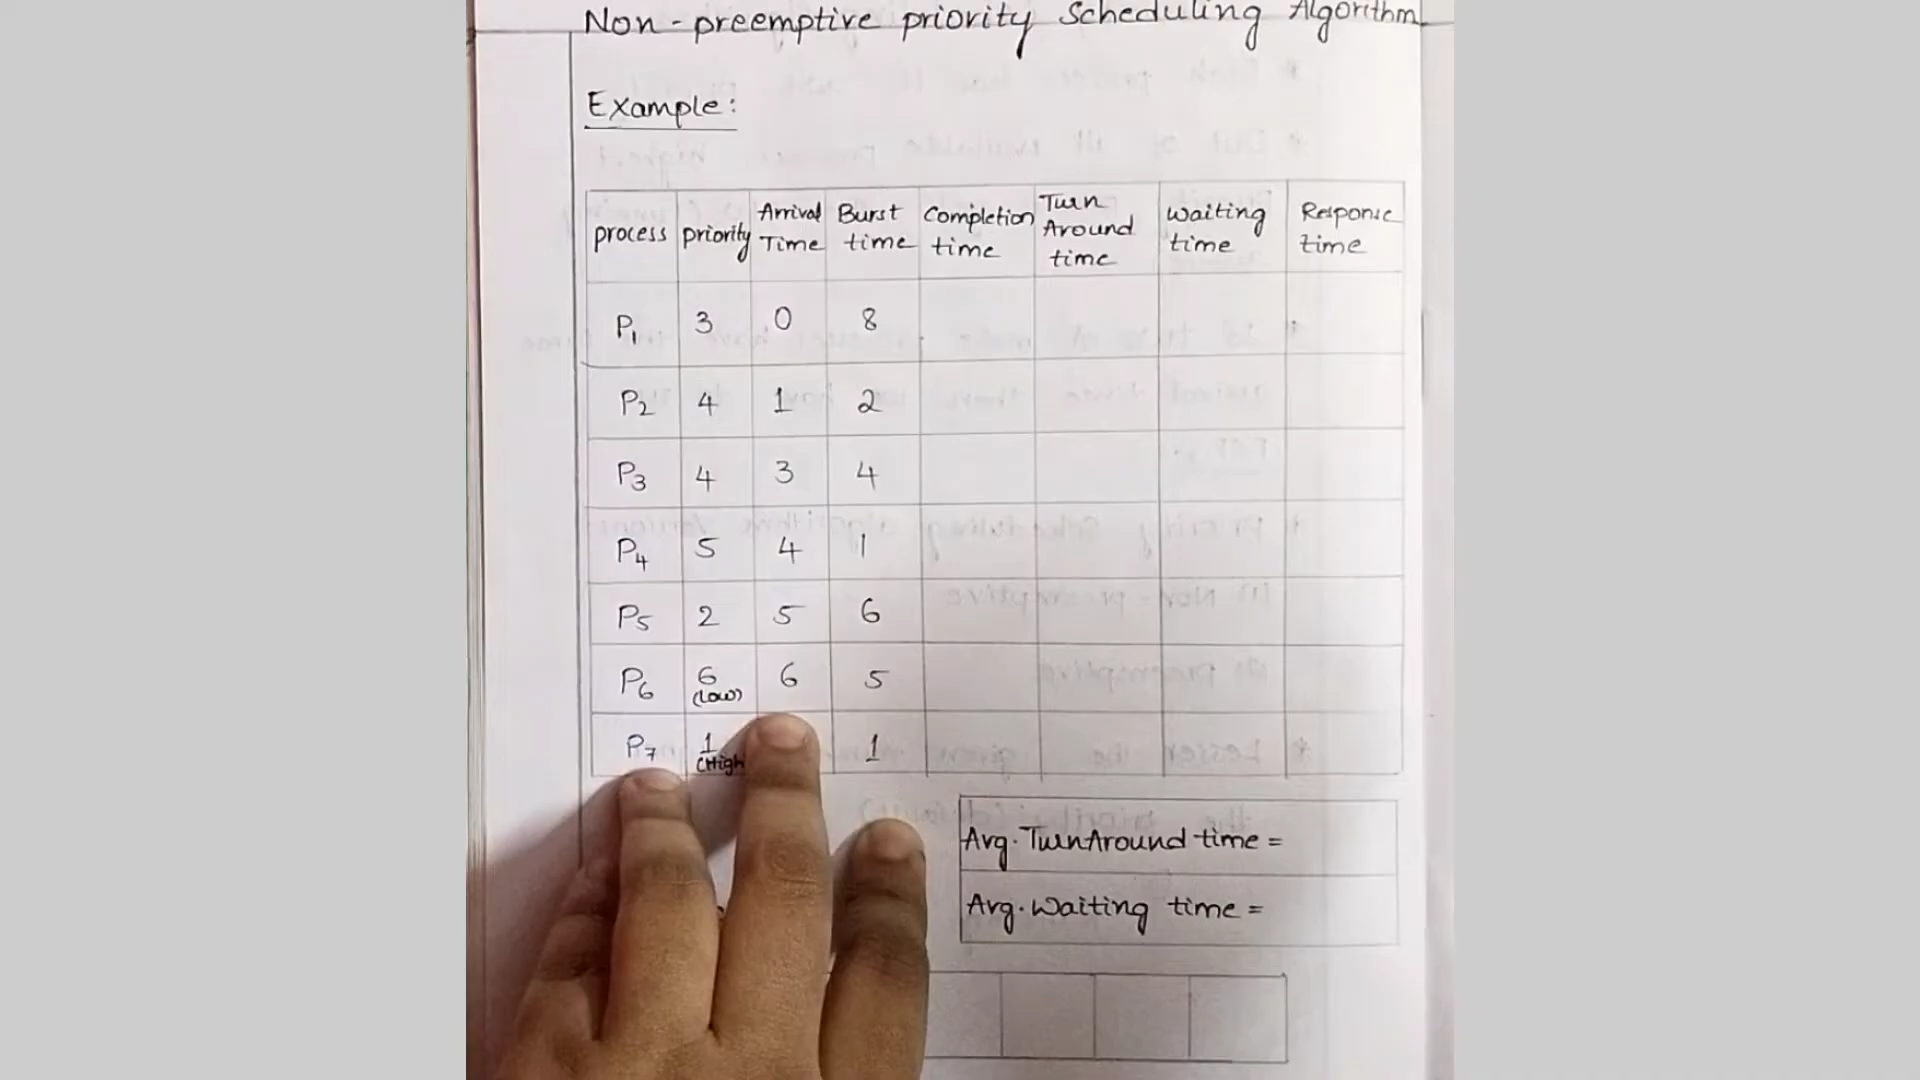 Non-preemptive priority Scheduling Algorithm
Example:
process priority Arrival Time Burst time Completion time Turn Around time waiting time Response time
P1 3 0 8
P2 4 1 2
P3 4 3 4
P4 5 4 1
P5 2 5 6
P6 6 (Low) 6 5
P7 1 (High 1
Avg. TurnAround time =
Avg. Waiting time =